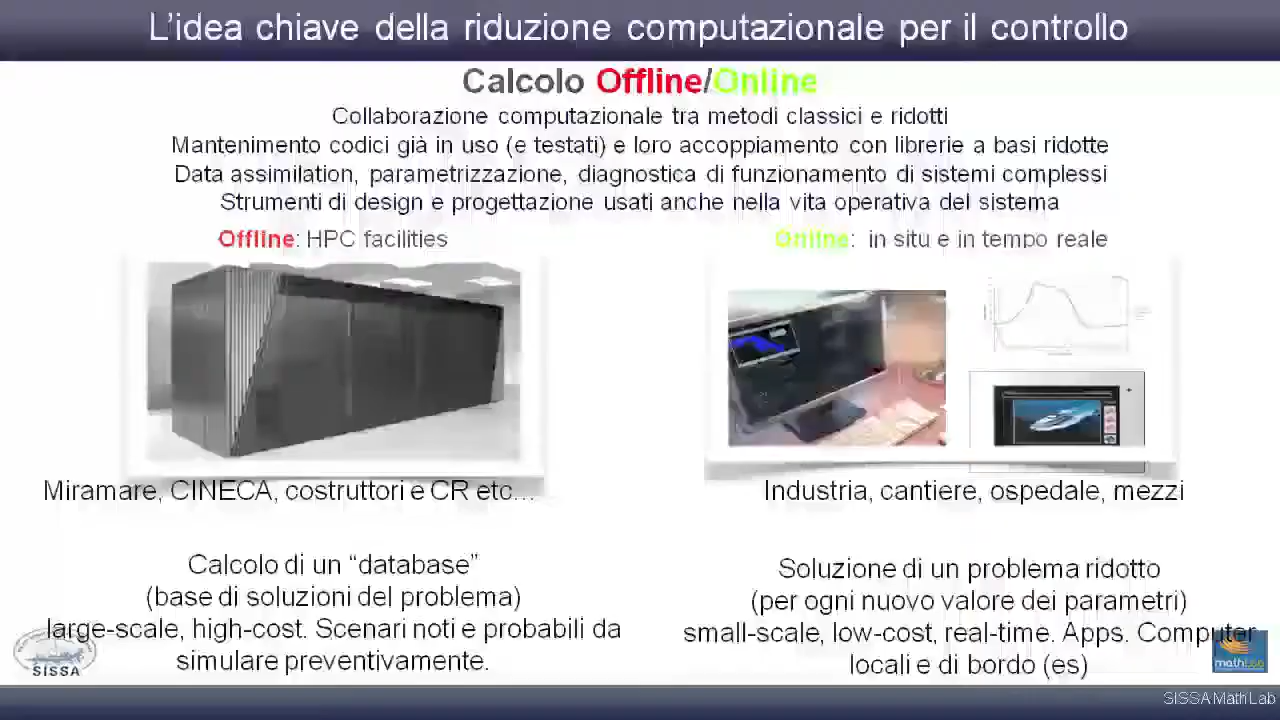 L'idea chiave della riduzione computazionale per il controllo
Calcolo Offline/Online
Collaborazione computazionale tra metodi classici e ridotti
Mantenimento codici già in uso (e testati) e loro accoppiamento con librerie a basi ridotte
Data assimilation, parametrizzazione, diagnostica di funzionamento di sistemi complessi
Strumenti di design e progettazione usati anche nella vita operativa del sistema
Offline: HPC facilities
Online: in situ e in tempo reale
Miramare, CINECA, costruttori e CR etc...
Industria, cantiere, ospedale, mezzi
Calcolo di un “database”
(base di soluzioni del problema)
large-scale, high-cost. Scenari noti e probabili da
simulare preventivamente.
Soluzione di un problema ridotto
(per ogni nuovo valore dei parametri)
small-scale, low-cost, real-time. Apps. Computer
locali e di bordo (es)
SISSA
mathLab
SISSA MathLab